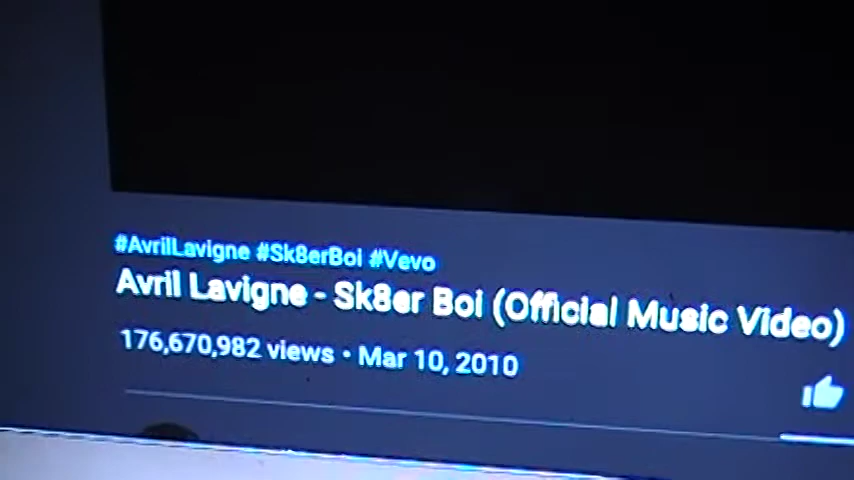 #AvrilLavigne #Sk8erBoi #Vevo
Avril Lavigne - Sk8er Boi (Official Music Video)
176,670,982 views • Mar 10, 2010